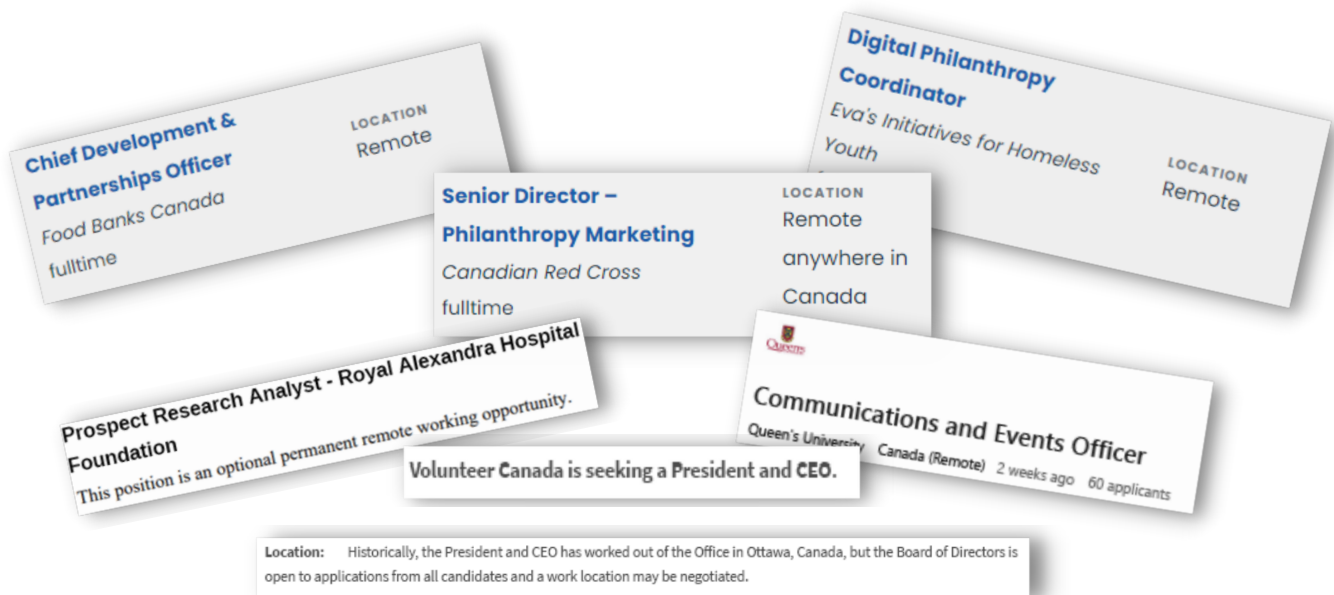 Chief Development &
Partnerships Officer
Food Banks Canada
fulltime
LOCATION
Remote
Digital Philanthropy
Coordinator
Eva's Initiatives for Homeless
Youth
LOCATION
Remote
Senior Director –
Philanthropy Marketing
Canadian Red Cross
fulltime
LOCATION
Remote
anywhere in
Canada
Prospect Research Analyst - Royal Alexandra Hospital
Foundation
This position is an optional permanent remote working opportunity.
Queen's
Communications and Events Officer
Queen's University Canada (Remote) 2 weeks ago 60 applicants
Volunteer Canada is seeking a President and CEO.
Location: Historically, the President and CEO has worked out of the Office in Ottawa, Canada, but the Board of Directors is
open to applications from all candidates and a work location may be negotiated.